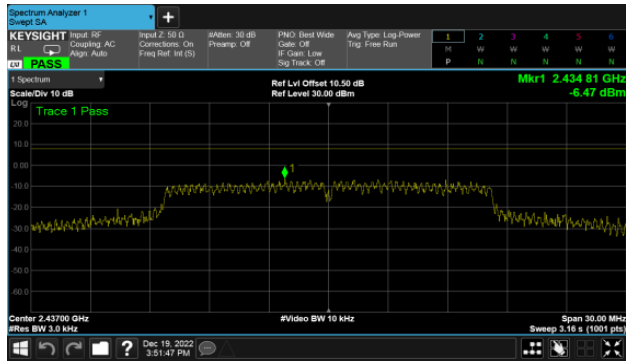 Spectrum Analyzer 1
Swept SA
+
KEYSIGHT
RL
LXI
PASS
Input: RF
Coupling: AC
Align: Auto
Input Z: 50 Ω
Corrections: On
Freq Ref: Int (S)
#Atten: 30 dB
Preamp: Off
PNO: Best Wide
Gate: Off
IF Gain: Low
Sig Track: Off
Avg Type: Log-Power
Trig: Free Run
1 2 3 4 5 6
M W W W W W
P N N N N N
1 Spectrum
Scale/Div 10 dB
Ref Lvl Offset 10.50 dB
Ref Level 30.00 dBm
Mkr1 2.434 81 GHz
-6.47 dBm
Log
Trace 1 Pass
20.0
10.0
0.00
1
-10.0
-20.0
-30.0
-40.0
-50.0
-60.0
Center 2.43700 GHz
#Res BW 3.0 kHz
#Video BW 10 kHz
Span 30.00 MHz
Sweep 3.16 s (1001 pts)
?
Dec 19, 2022
3:51:47 PM